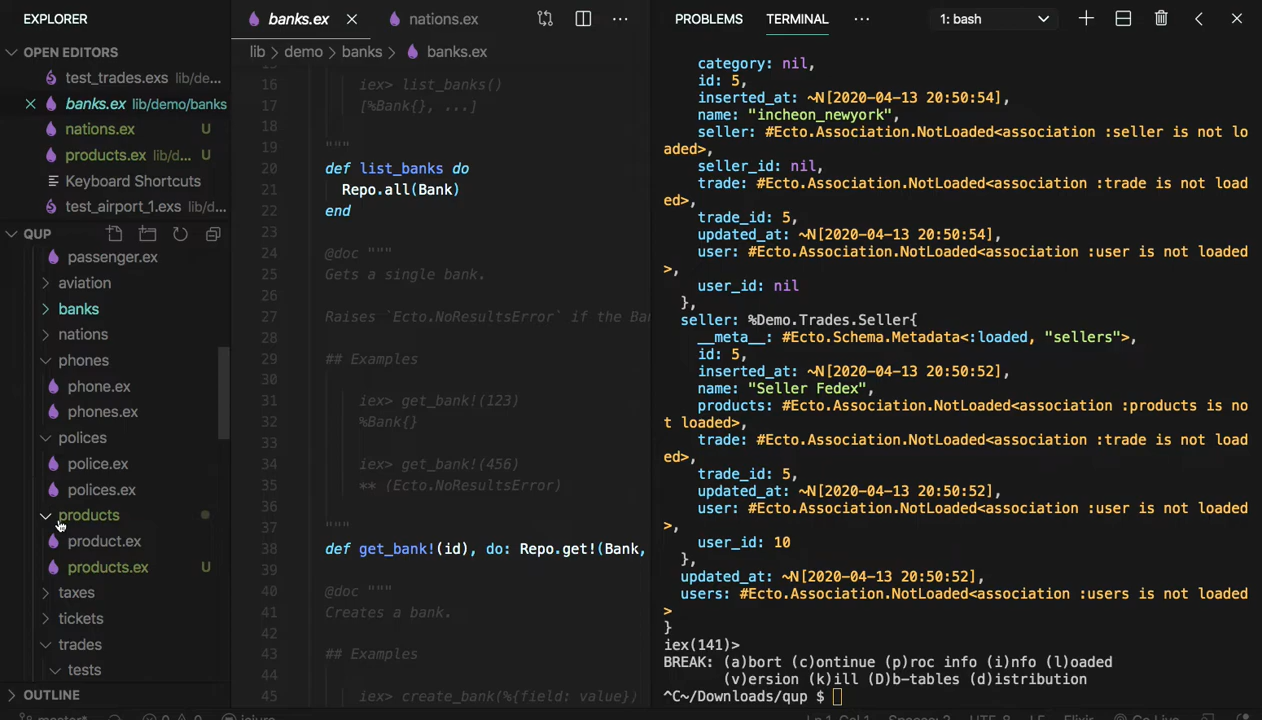 EXPLORER
OPEN EDITORS
test_trades.exs lib/de...
banks.ex lib/demo/banks
nations.ex U
products.ex lib/d... U
Keyboard Shortcuts
test_airport_1.exs lib/d...
QUP
passenger.ex
aviation
banks
nations
phones
phone.ex
phones.ex
polices
police.ex
polices.ex
products
product.ex
products.ex U
taxes
tickets
trades
tests
OUTLINE
banks.ex
nations.ex
lib > demo > banks > banks.ex
16 iex> list_banks()
17 [%Bank{}, ...]
18
19 """
20 def list_banks do
21 Repo.all(Bank)
22 end
23
24 @doc """
25 Gets a single bank.
26
27 Raises `Ecto.NoResultsError` if the Ban
28
29 ## Examples
30
31 iex> get_bank!(123)
32 %Bank{}
33
34 iex> get_bank!(456)
35 ** (Ecto.NoResultsError)
36
37 """
38 def get_bank!(id), do: Repo.get!(Bank,
39
40 @doc """
41 Creates a bank.
42
43 ## Examples
44
45 iex> create_bank(%{field: value})
PROBLEMS TERMINAL ... 1: bash
category: nil,
id: 5,
inserted_at: ~N[2020-04-13 20:50:54],
name: "incheon_newyork",
seller: #Ecto.Association.NotLoaded<association :seller is not lo
aded>,
seller_id: nil,
trade: #Ecto.Association.NotLoaded<association :trade is not load
ed>,
trade_id: 5,
updated_at: ~N[2020-04-13 20:50:54],
user: #Ecto.Association.NotLoaded<association :user is not loaded
>,
user_id: nil
},
seller: %Demo.Trades.Seller{
__meta__: #Ecto.Schema.Metadata<:loaded, "sellers">,
id: 5,
inserted_at: ~N[2020-04-13 20:50:52],
name: "Seller Fedex",
products: #Ecto.Association.NotLoaded<association :products is no
t loaded>,
trade: #Ecto.Association.NotLoaded<association :trade is not load
ed>,
trade_id: 5,
updated_at: ~N[2020-04-13 20:50:52],
user: #Ecto.Association.NotLoaded<association :user is not loaded
>,
user_id: 10
},
updated_at: ~N[2020-04-13 20:50:52],
users: #Ecto.Association.NotLoaded<association :users is not loaded
>
}
iex(141)>
BREAK: (a)bort (c)ontinue (p)roc info (i)nfo (l)oaded
(v)ersion (k)ill (D)b-tables (d)istribution
^C~/Downloads/qup $